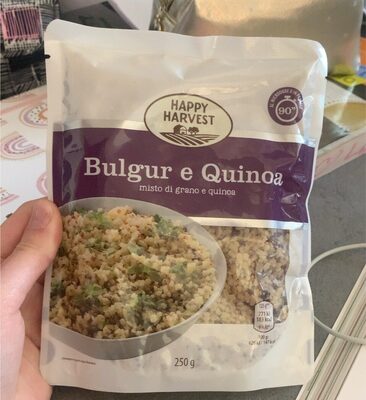 HAPPY
HARVEST
90"
Bulgur e Quinoa
misto di grano e quinoa
250 g